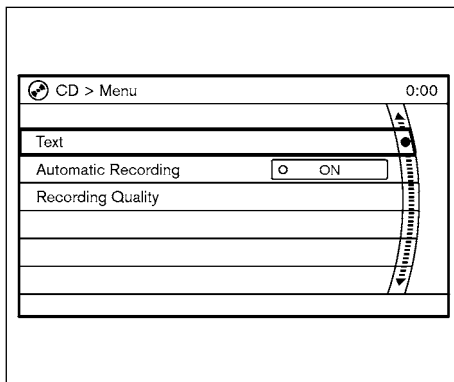 CD > Menu 0:00
Text
Automatic Recording ON
Recording Quality